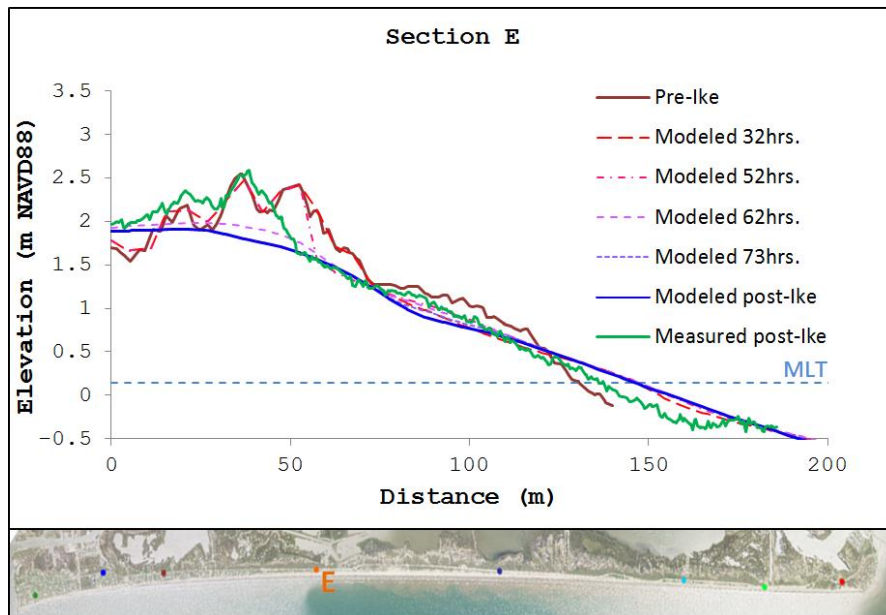 Section E
Elevation (m NAVD88)
3.5
3
2.5
2
1.5
1
0.5
0
-0.5
Pre-Ike
Modeled 32hrs.
Modeled 52hrs.
Modeled 62hrs.
Modeled 73hrs.
Modeled post-Ike
Measured post-Ike
MLT
0
50
100
150
200
Distance (m)
E